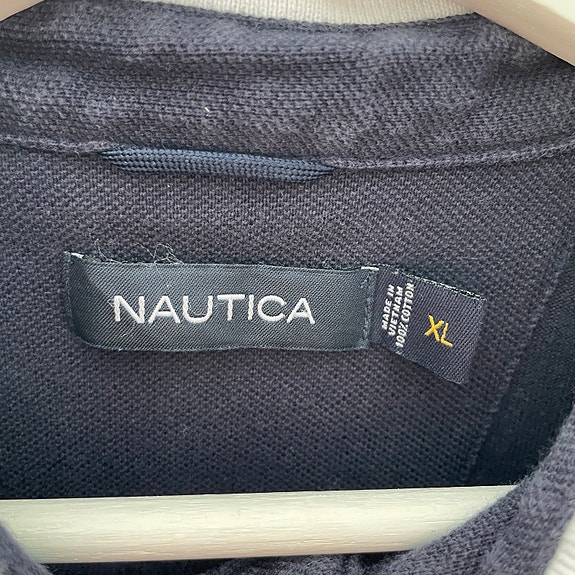 NAUTICA
MADE IN
VIETNAM
100% COTTON
XL